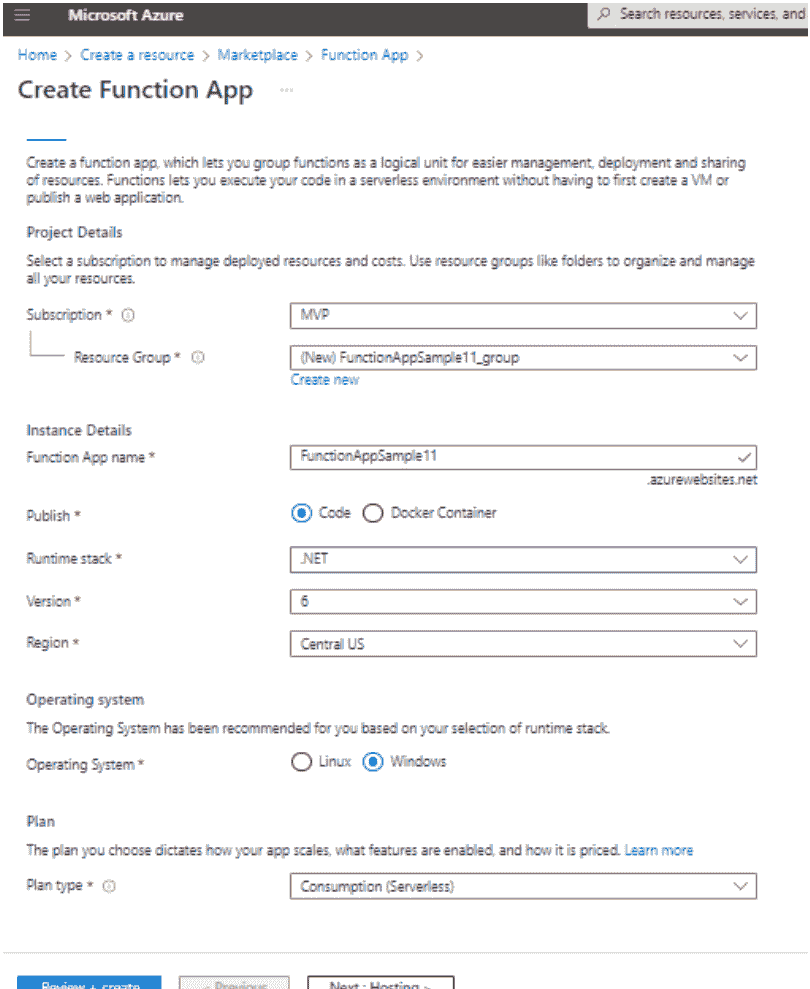 Microsoft Azure
Search resources, services, and
Home > Create a resource > Marketplace > Function App >
Create Function App ...
Create a function app, which lets you group functions as a logical unit for easier management, deployment and sharing
of resources. Functions lets you execute your code in a serverless environment without having to first create a VM or
publish a web application.
Project Details
Select a subscription to manage deployed resources and costs. Use resource groups like folders to organize and manage
all your resources.
Subscription * MVP
Resource Group * (New) FunctionAppSample11_group
Create new
Instance Details
Function App name * FunctionAppSample11
.azurewebsites.net
Publish * Code Docker Container
Runtime stack * .NET
Version * 6
Region * Central US
Operating system
The Operating System has been recommended for you based on your selection of runtime stack.
Operating System * Linux Windows
Plan
The plan you choose dictates how your app scales, what features are enabled, and how it is priced. Learn more
Plan type * Consumption (Serverless)
Review + create < Previous Next : Hosting >